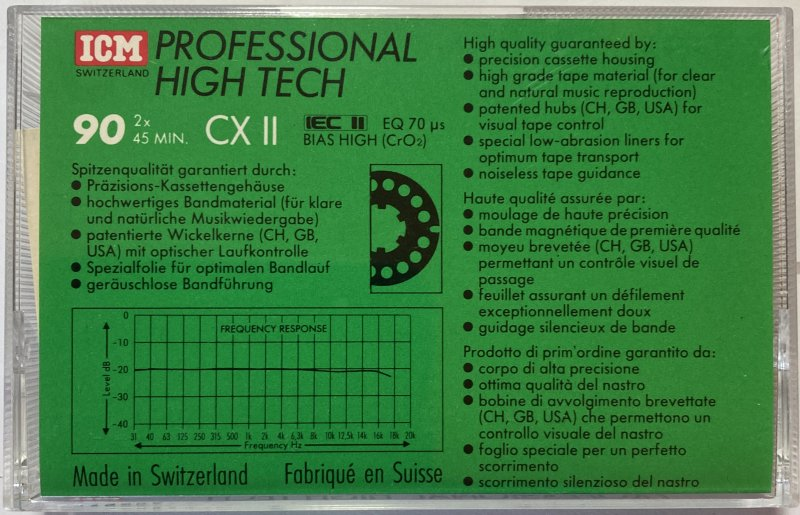 ICM
SWITZERLAND
PROFESSIONAL
HIGH TECH
90 2x
45 MIN. CX II IEC II EQ 70 µs
BIAS HIGH (CrO₂)
Spitzenqualität garantiert durch:
● Präzisions-Kassettengehäuse
● hochwertiges Bandmaterial (für klare
und natürliche Musikwiedergabe)
● patentierte Wickelkerne (CH, GB,
USA) mit optischer Laufkontrolle
● Spezialfolie für optimalen Bandlauf
● geräuschlose Bandführung
FREQUENCY RESPONSE
Level dB
0
-10
-20
-30
-40
31 40 63 125 250 315 500 1k 2k 4k 6,3k 8k 10k 12,5k 14k 16k 18k 20k
Frequency Hz
Made in Switzerland Fabriqué en Suisse
High quality guaranteed by:
● precision cassette housing
● high grade tape material (for clear
and natural music reproduction)
● patented hubs (CH, GB, USA) for
visual tape control
● special low-abrasion liners for
optimum tape transport
● noiseless tape guidance
Haute qualité assurée par:
● moulage de haute précision
● bande magnétique de première qualité
● moyeu brevetée (CH, GB, USA)
permettant un contrôle visuel de
passage
● feuillet assurant un défilement
exceptionnellement doux
● guidage silencieux de bande
Prodotto di prim'ordine garantito da:
● corpo di alta precisione
● ottima qualità del nastro
● bobine di avvolgimento brevettate
(CH, GB, USA) che permettono un
controllo visuale del nastro
● foglio speciale per un perfetto
scorrimento
● scorrimento silenzioso del nastro